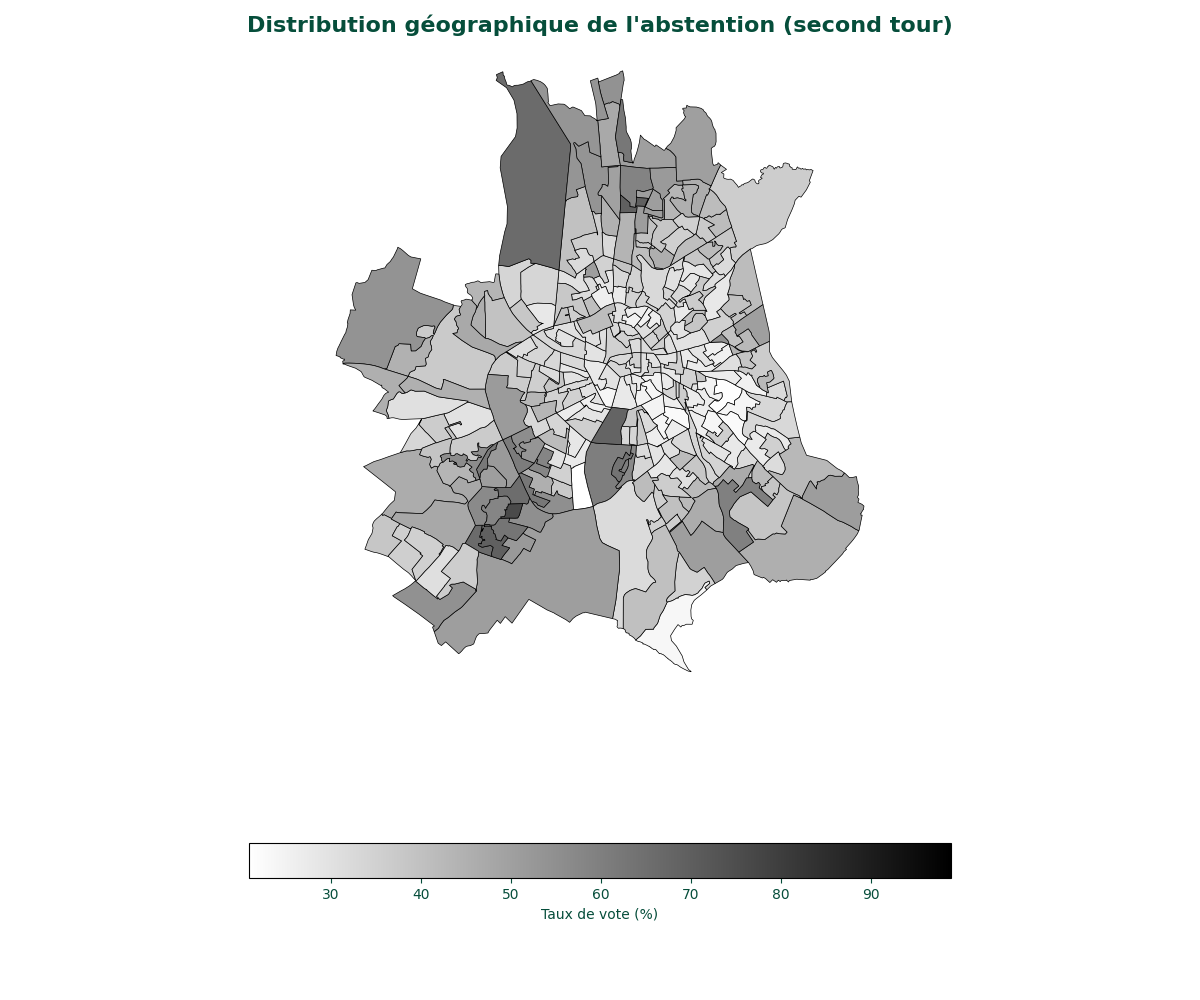 Distribution géographique de l'abstention (second tour)
30 40 50 60 70 80 90
Taux de vote (%)